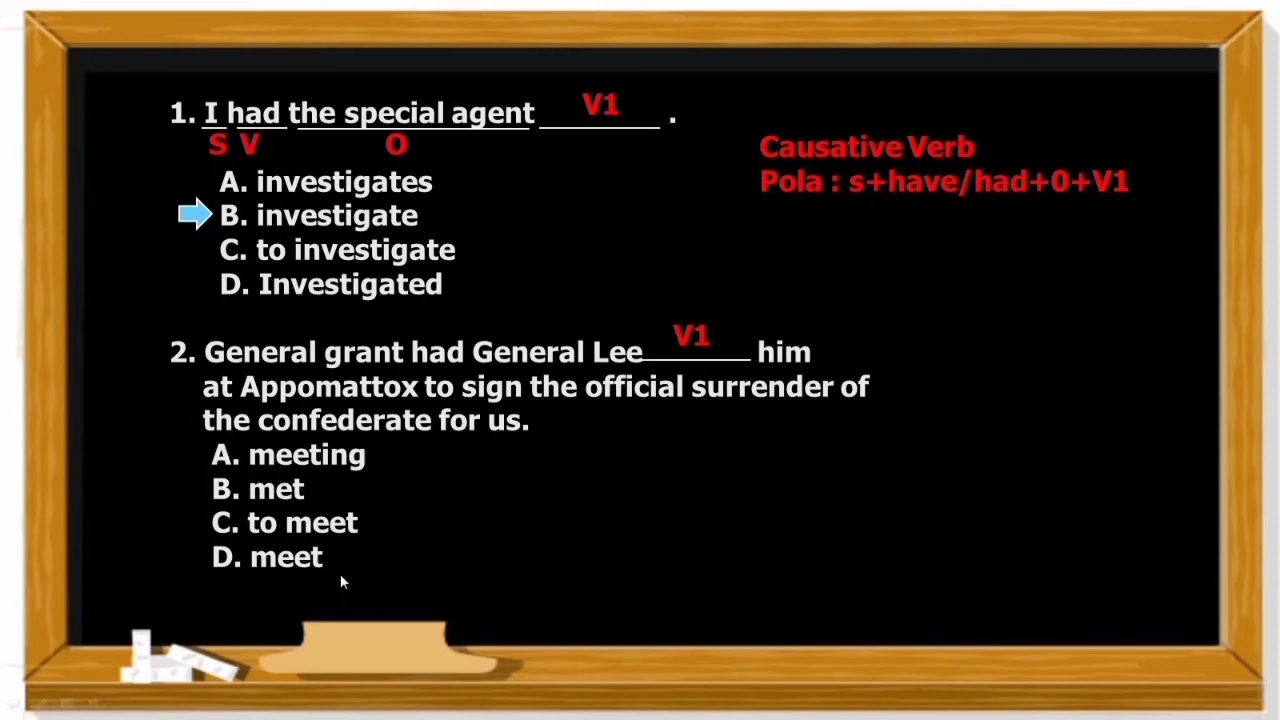 1. I had the special agent V1 .
S V O
Causative Verb
Pola : s+have/had+0+V1
A. investigates
B. investigate
C. to investigate
D. Investigated
2. General grant had General Lee V1 him
at Appomattox to sign the official surrender of
the confederate for us.
A. meeting
B. met
C. to meet
D. meet